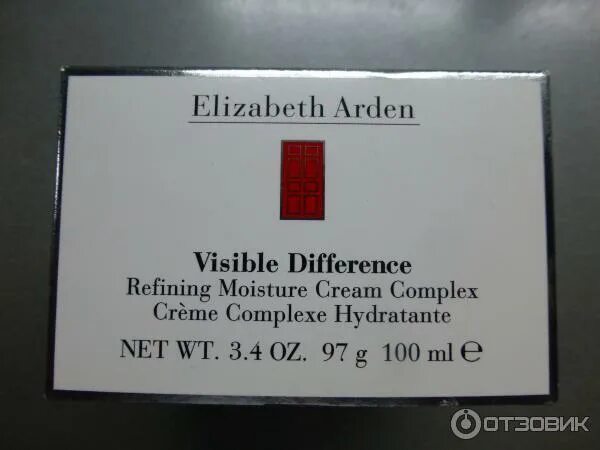 Elizabeth Arden
Visible Difference
Refining Moisture Cream Complex
Crème Complexe Hydratante
NET WT. 3.4 OZ. 97 g 100 ml ℮
ОТЗОВИК